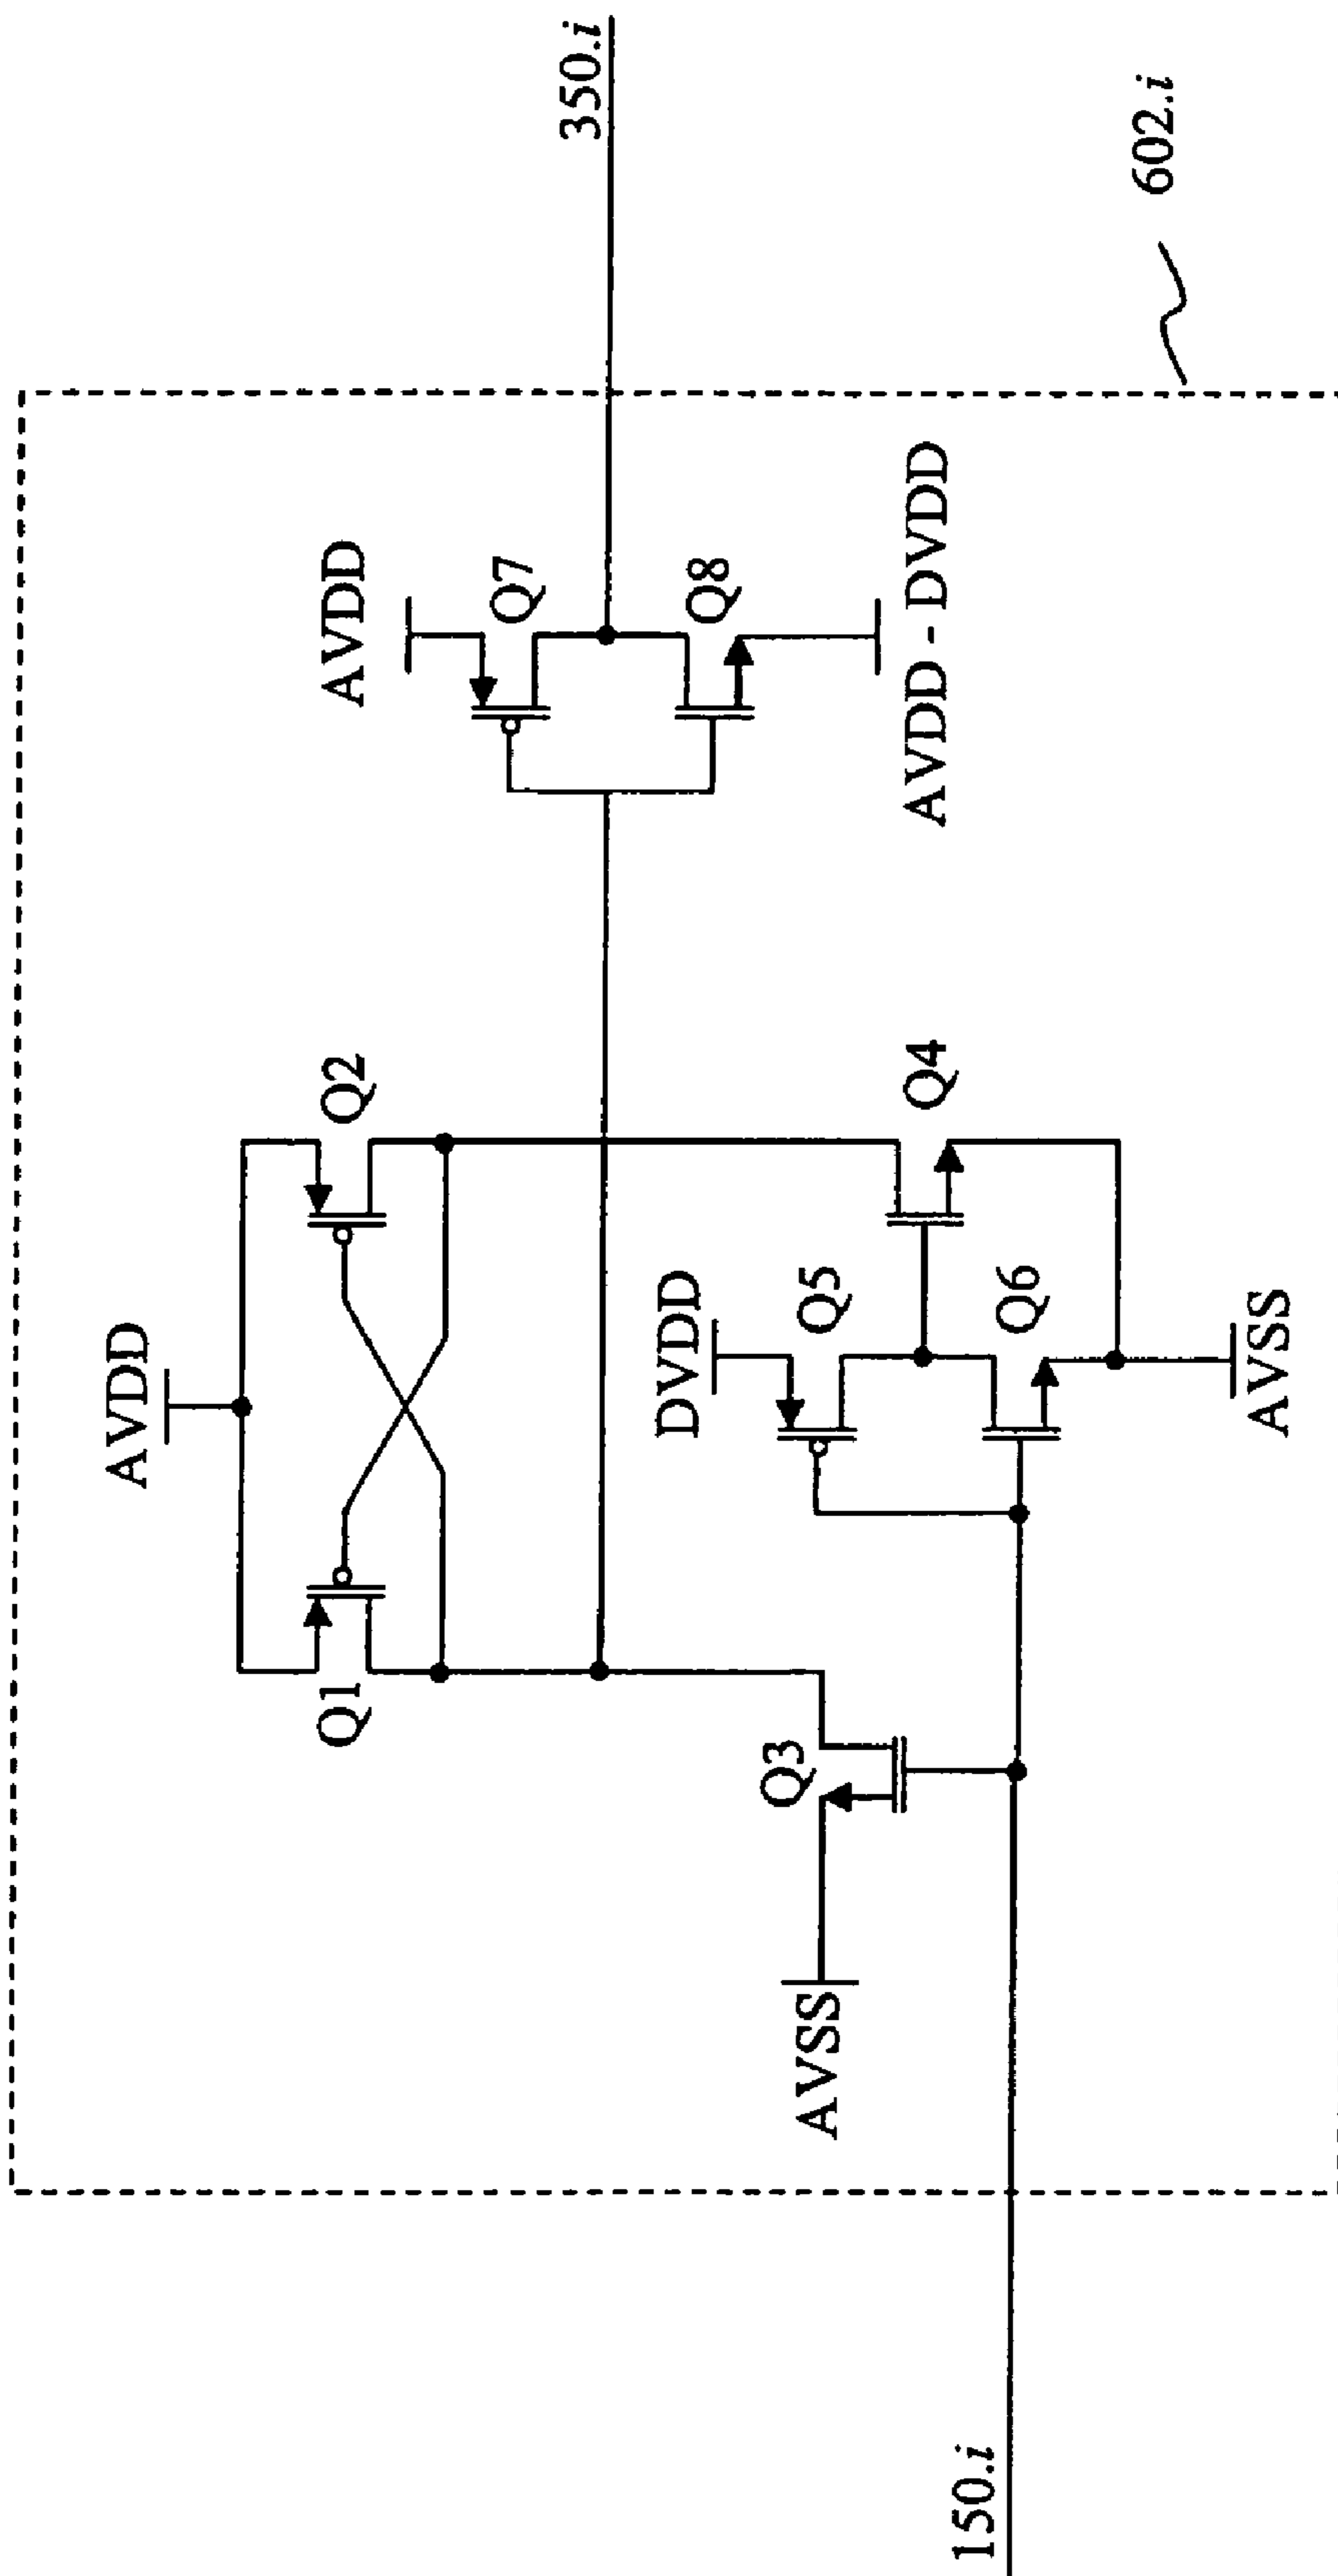 AVDD
Q1
Q2
AVDD
Q7
350.i
AVSS
Q3
DVDD
Q5
Q4
Q8
Q6
AVDD - DVDD
150.i
AVSS
602.i